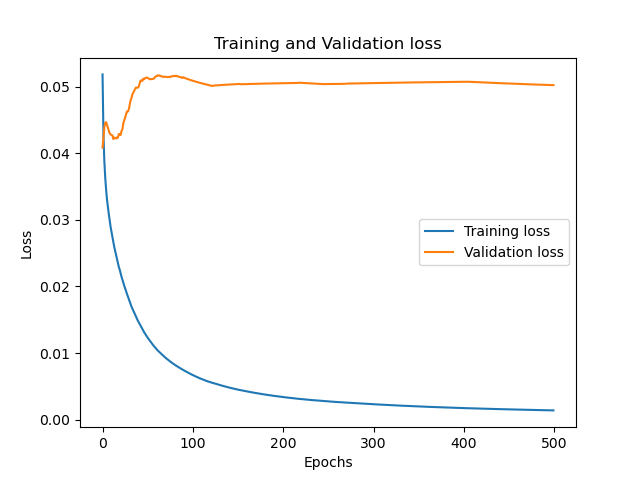 Training and Validation loss
0.05
0.04
0.03
0.02
0.01
0.00
Loss
Training loss
Validation loss
0 100 200 300 400 500
Epochs